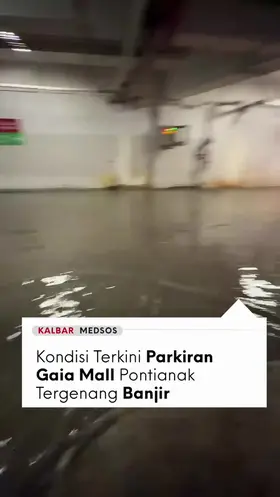 KALBAR MEDSOS
Kondisi Terkini Parkiran
Gaia Mall Pontianak
Tergenang Banjir